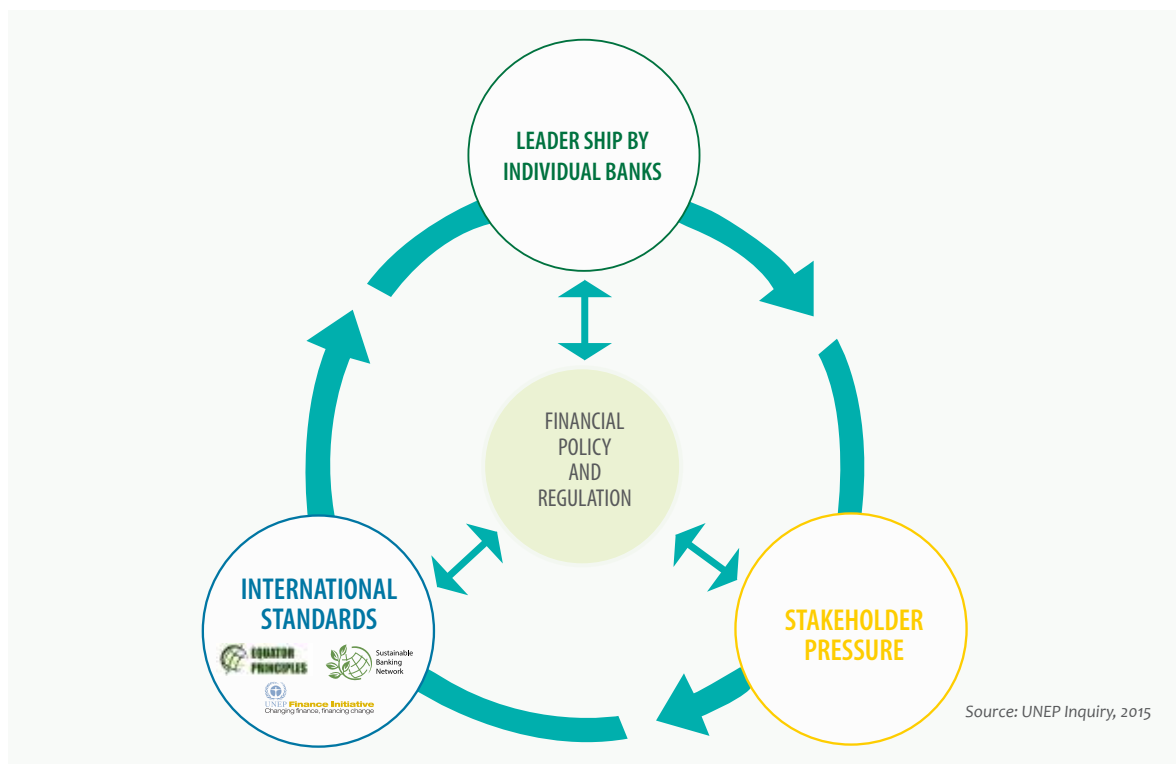 LEADER SHIP BY
INDIVIDUAL BANKS
FINANCIAL
POLICY
AND
REGULATION
INTERNATIONAL
STANDARDS
EQUATOR
PRINCIPLES
Sustainable
Banking
Network
UNEP Finance Initiative
Changing finance, financing change
STAKEHOLDER
PRESSURE
Source: UNEP Inquiry, 2015